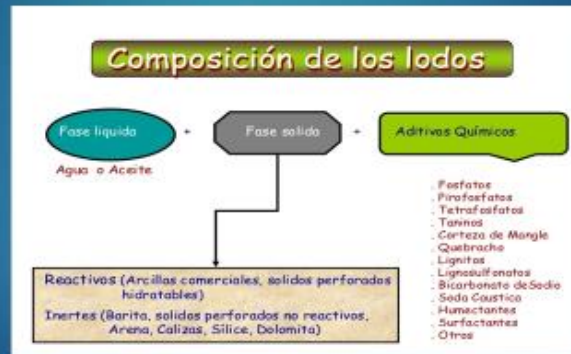 Composición de los lodos
Fase liquida + Fase solida + Aditivos Químicos
Agua o Aceite
. Fosfatos
. Pirofosfatos
. Tetrafosfatos
. Taninos
. Corteza de Mangle
. Quebracho
. Lignitos
. Lignosulfonatos
. Bicarbonato deSodio
. Soda Caustica
. Humectantes
. Surfactantes
. Otros
Reactivos (Arcillas comerciales, solidos perforados
hidratables)
Inertes (Barita, solidos perforados no reactivos,
Arena, Calizas, Silice, Dolomita)